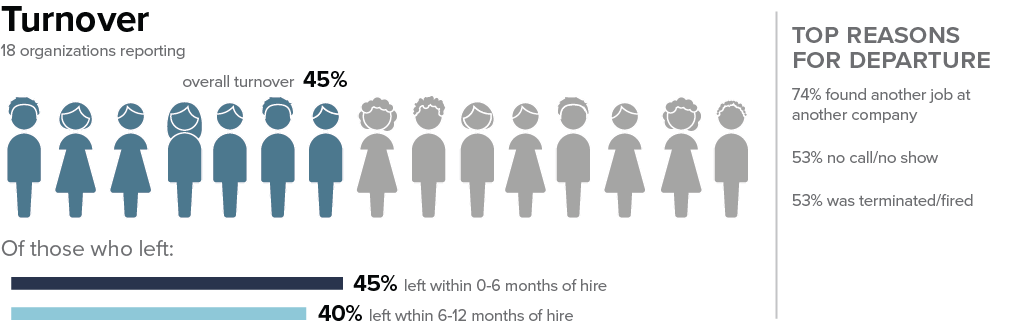 Turnover
18 organizations reporting
overall turnover 45%
Of those who left:
45% left within 0-6 months of hire
40% left wthin 6-12 months of hire
TOP REASONS
FOR DEPARTURE
74% found another job at
another company
53% no call/no show
53% was terminated/fired